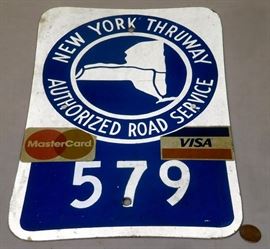 NEW YORK THRUWAY
AUTHORIZED ROAD SERVICE
MasterCard
VISA
579